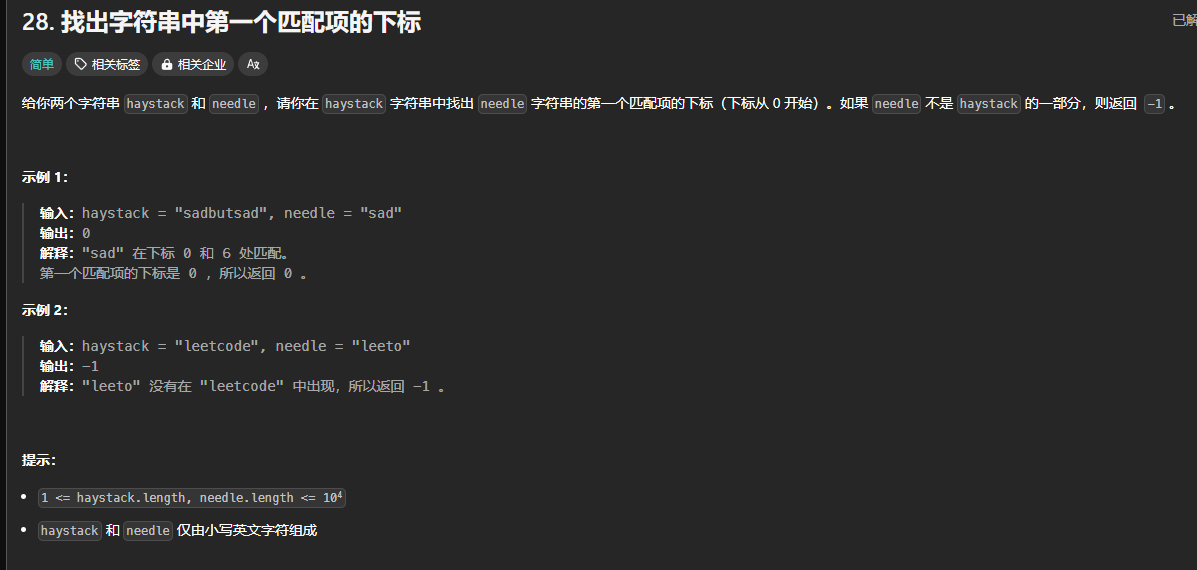 28. 找出字符串中第一个匹配项的下标
已解
简单 相关标签 相关企业 Aあ
给你两个字符串 haystack 和 needle ，请你在 haystack 字符串中找出 needle 字符串的第一个匹配项的下标（下标从 0 开始）。如果 needle 不是 haystack 的一部分，则返回 -1 。
示例 1：
输入：haystack = "sadbutsad", needle = "sad"
输出：0
解释："sad" 在下标 0 和 6 处匹配。
第一个匹配项的下标是 0 ，所以返回 0 。
示例 2：
输入：haystack = "leetcode", needle = "leeto"
输出：-1
解释："leeto" 没有在 "leetcode" 中出现，所以返回 -1 。
提示：
1 <= haystack.length, needle.length <= 10⁴
haystack 和 needle 仅由小写英文字符组成